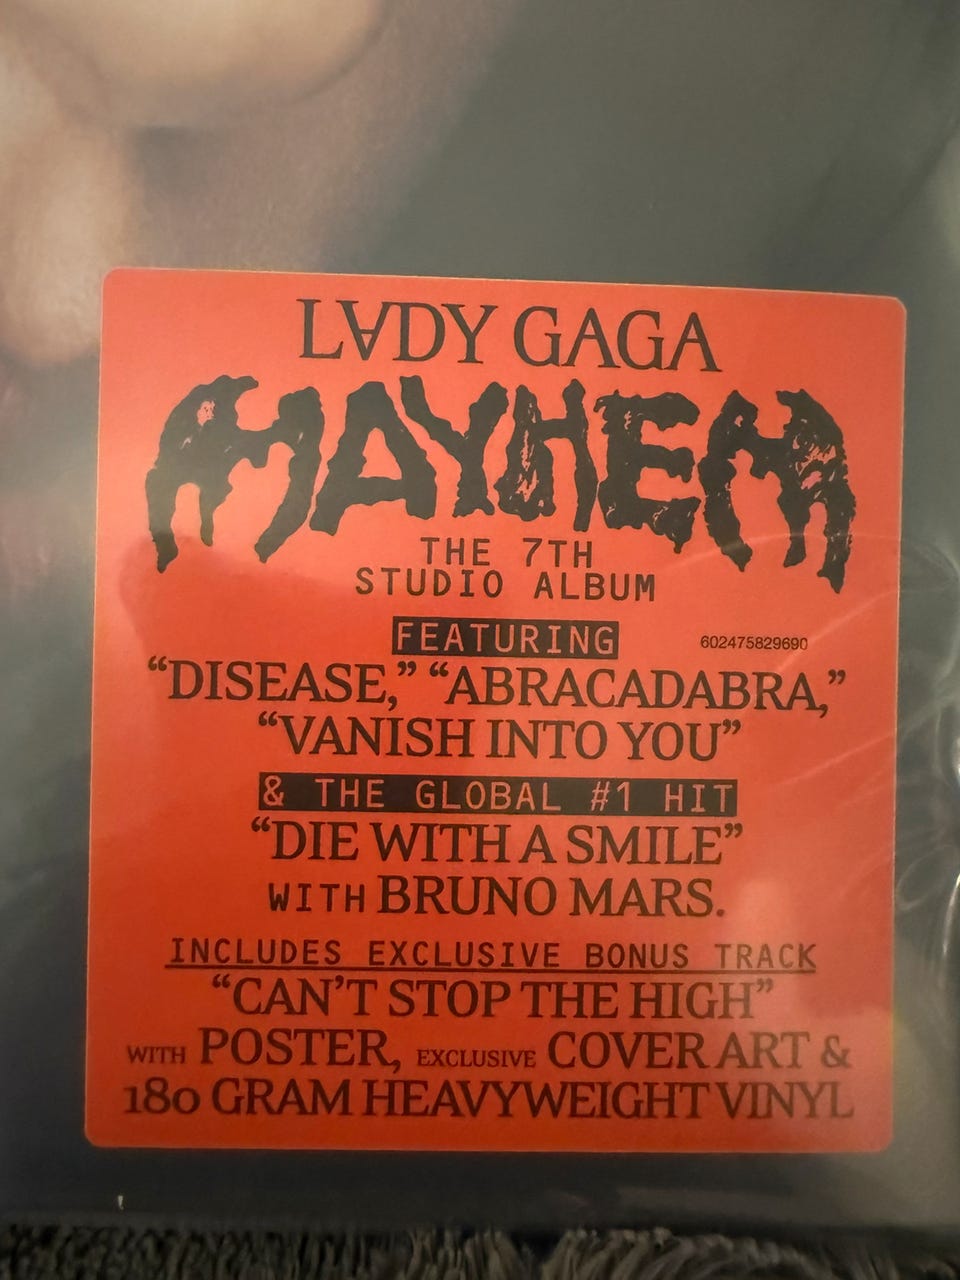 L∀DY GAGA
MAYHEM
THE 7TH
STUDIO ALBUM
FEATURING
602475829690
“DISEASE,” “ABRACADABRA,”
“VANISH INTO YOU”
& THE GLOBAL #1 HIT
“DIE WITH A SMILE”
WITH BRUNO MARS.
INCLUDES EXCLUSIVE BONUS TRACK
“CAN’T STOP THE HIGH”
WITH POSTER, EXCLUSIVE COVER ART &
180 GRAM HEAVYWEIGHT VINYL